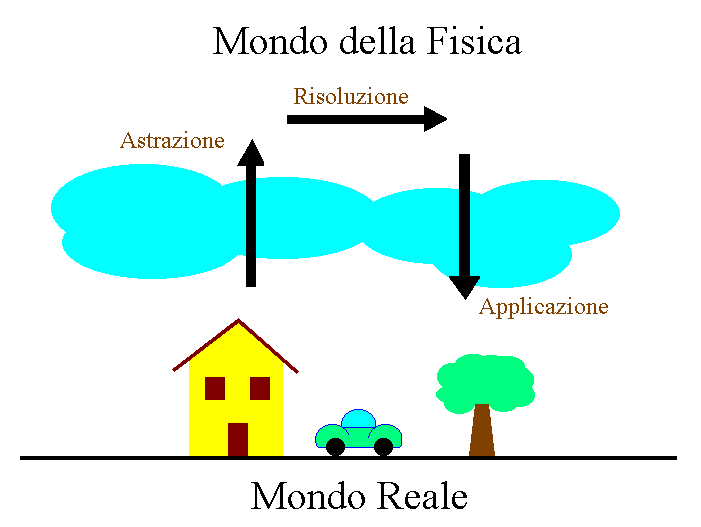 Mondo della Fisica
Risoluzione
Astrazione
Applicazione
Mondo Reale